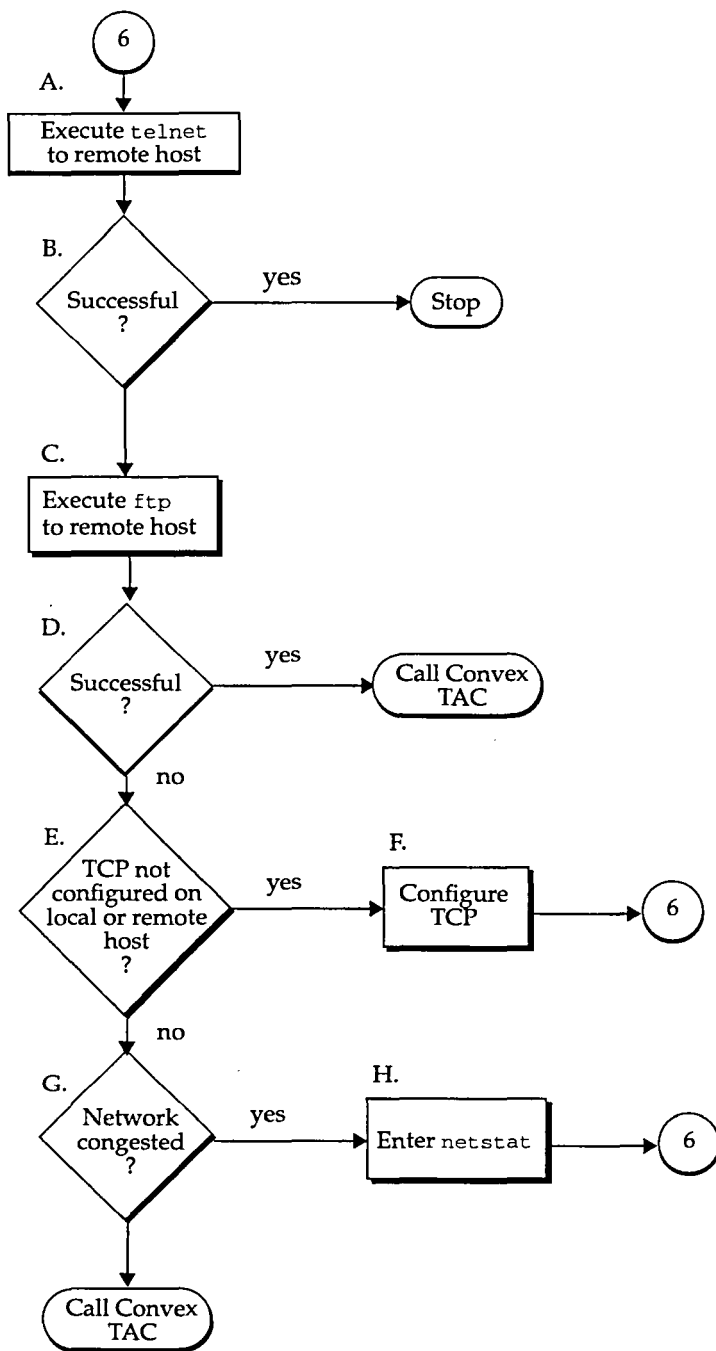 6
A.
Execute telnet
to remote host
B.
Successful
?
yes
Stop
C.
Execute ftp
to remote host
D.
Successful
?
yes
Call Convex
TAC
no
E.
TCP not
configured on
local or remote
host
?
yes
F.
Configure
TCP
6
no
G.
Network
congested
?
yes
H.
Enter netstat
6
Call Convex
TAC